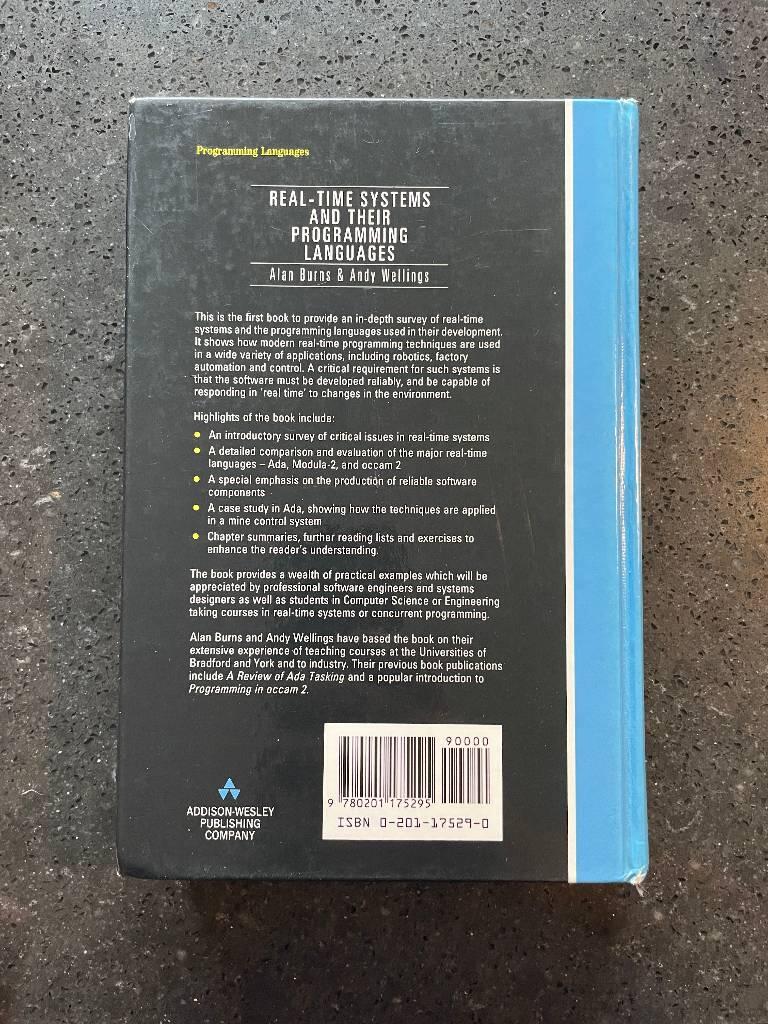 Programming Languages
REAL-TIME SYSTEMS
AND THEIR
PROGRAMMING
LANGUAGES
Alan Burns & Andy Wellings
This is the first book to provide an in-depth survey of real-time
systems and the programming languages used in their development.
It shows how modern real-time programming techniques are used
in a wide variety of applications, including robotics, factory
automation and control. A critical requirement for such systems is
that the software must be developed reliably, and be capable of
responding in 'real time' to changes in the environment.
Highlights of the book include:
• An introductory survey of critical issues in real-time systems
• A detailed comparison and evaluation of the major real-time
languages – Ada, Modula-2, and occam 2
• A special emphasis on the production of reliable software
components
• A case study in Ada, showing how the techniques are applied
in a mine control system
• Chapter summaries, further reading lists and exercises to
enhance the reader's understanding.
The book provides a wealth of practical examples which will be
appreciated by professional software engineers and systems
designers as well as students in Computer Science or Engineering
taking courses in real-time systems or concurrent programming.
Alan Burns and Andy Wellings have based the book on their
extensive experience of teaching courses at the Universities of
Bradford and York and to industry. Their previous book publications
include A Review of Ada Tasking and a popular introduction to
Programming in occam 2.
90000
9 780201 175295
ISBN 0-201-17529-0
ADDISON-WESLEY
PUBLISHING
COMPANY